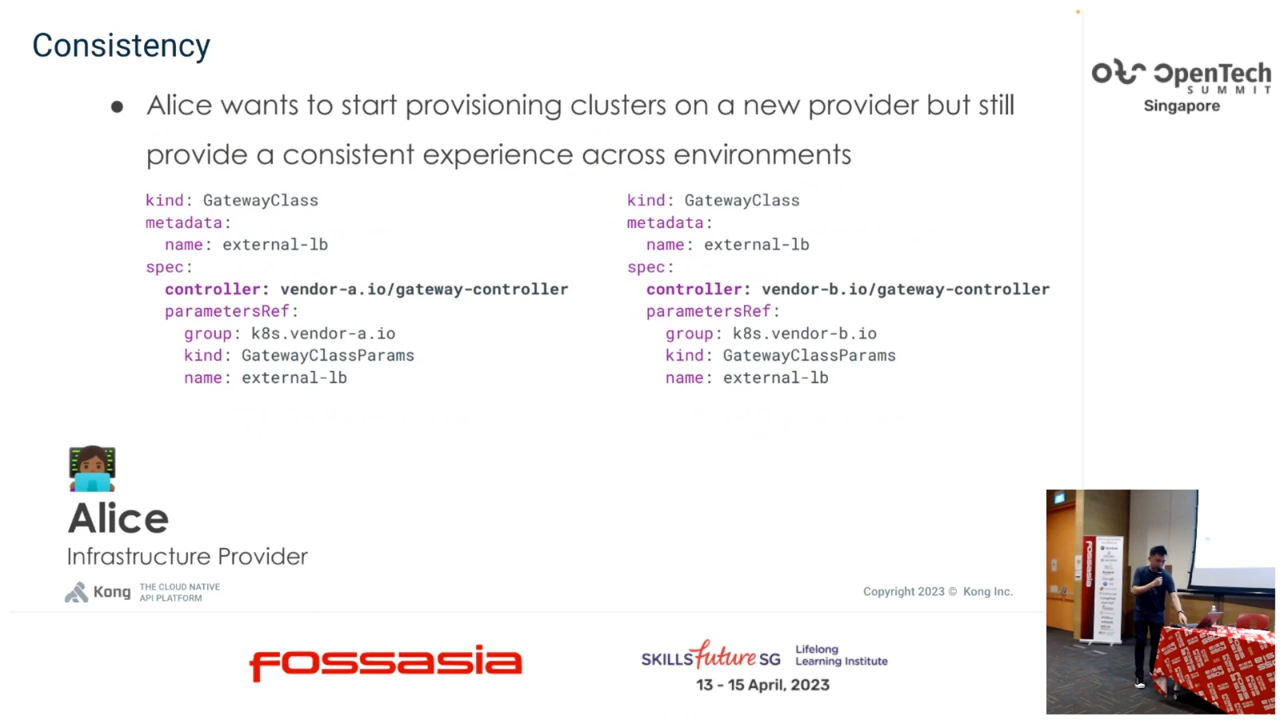 Consistency
● Alice wants to start provisioning clusters on a new provider but still
provide a consistent experience across environments
kind: GatewayClass
metadata:
name: external-lb
spec:
controller: vendor-a.io/gateway-controller
parametersRef:
group: k8s.vendor-a.io
kind: GatewayClassParams
name: external-lb
kind: GatewayClass
metadata:
name: external-lb
spec:
controller: vendor-b.io/gateway-controller
parametersRef:
group: k8s.vendor-b.io
kind: GatewayClassParams
name: external-lb
Alice
Infrastructure Provider
Kong THE CLOUD NATIVE
API PLATFORM
Copyright 2023 © Kong Inc.
OpenTech
SUMMIT
Singapore
fossasia
fossasia
SKILLSfuture SG
Lifelong
Learning Institute
13 - 15 April, 2023